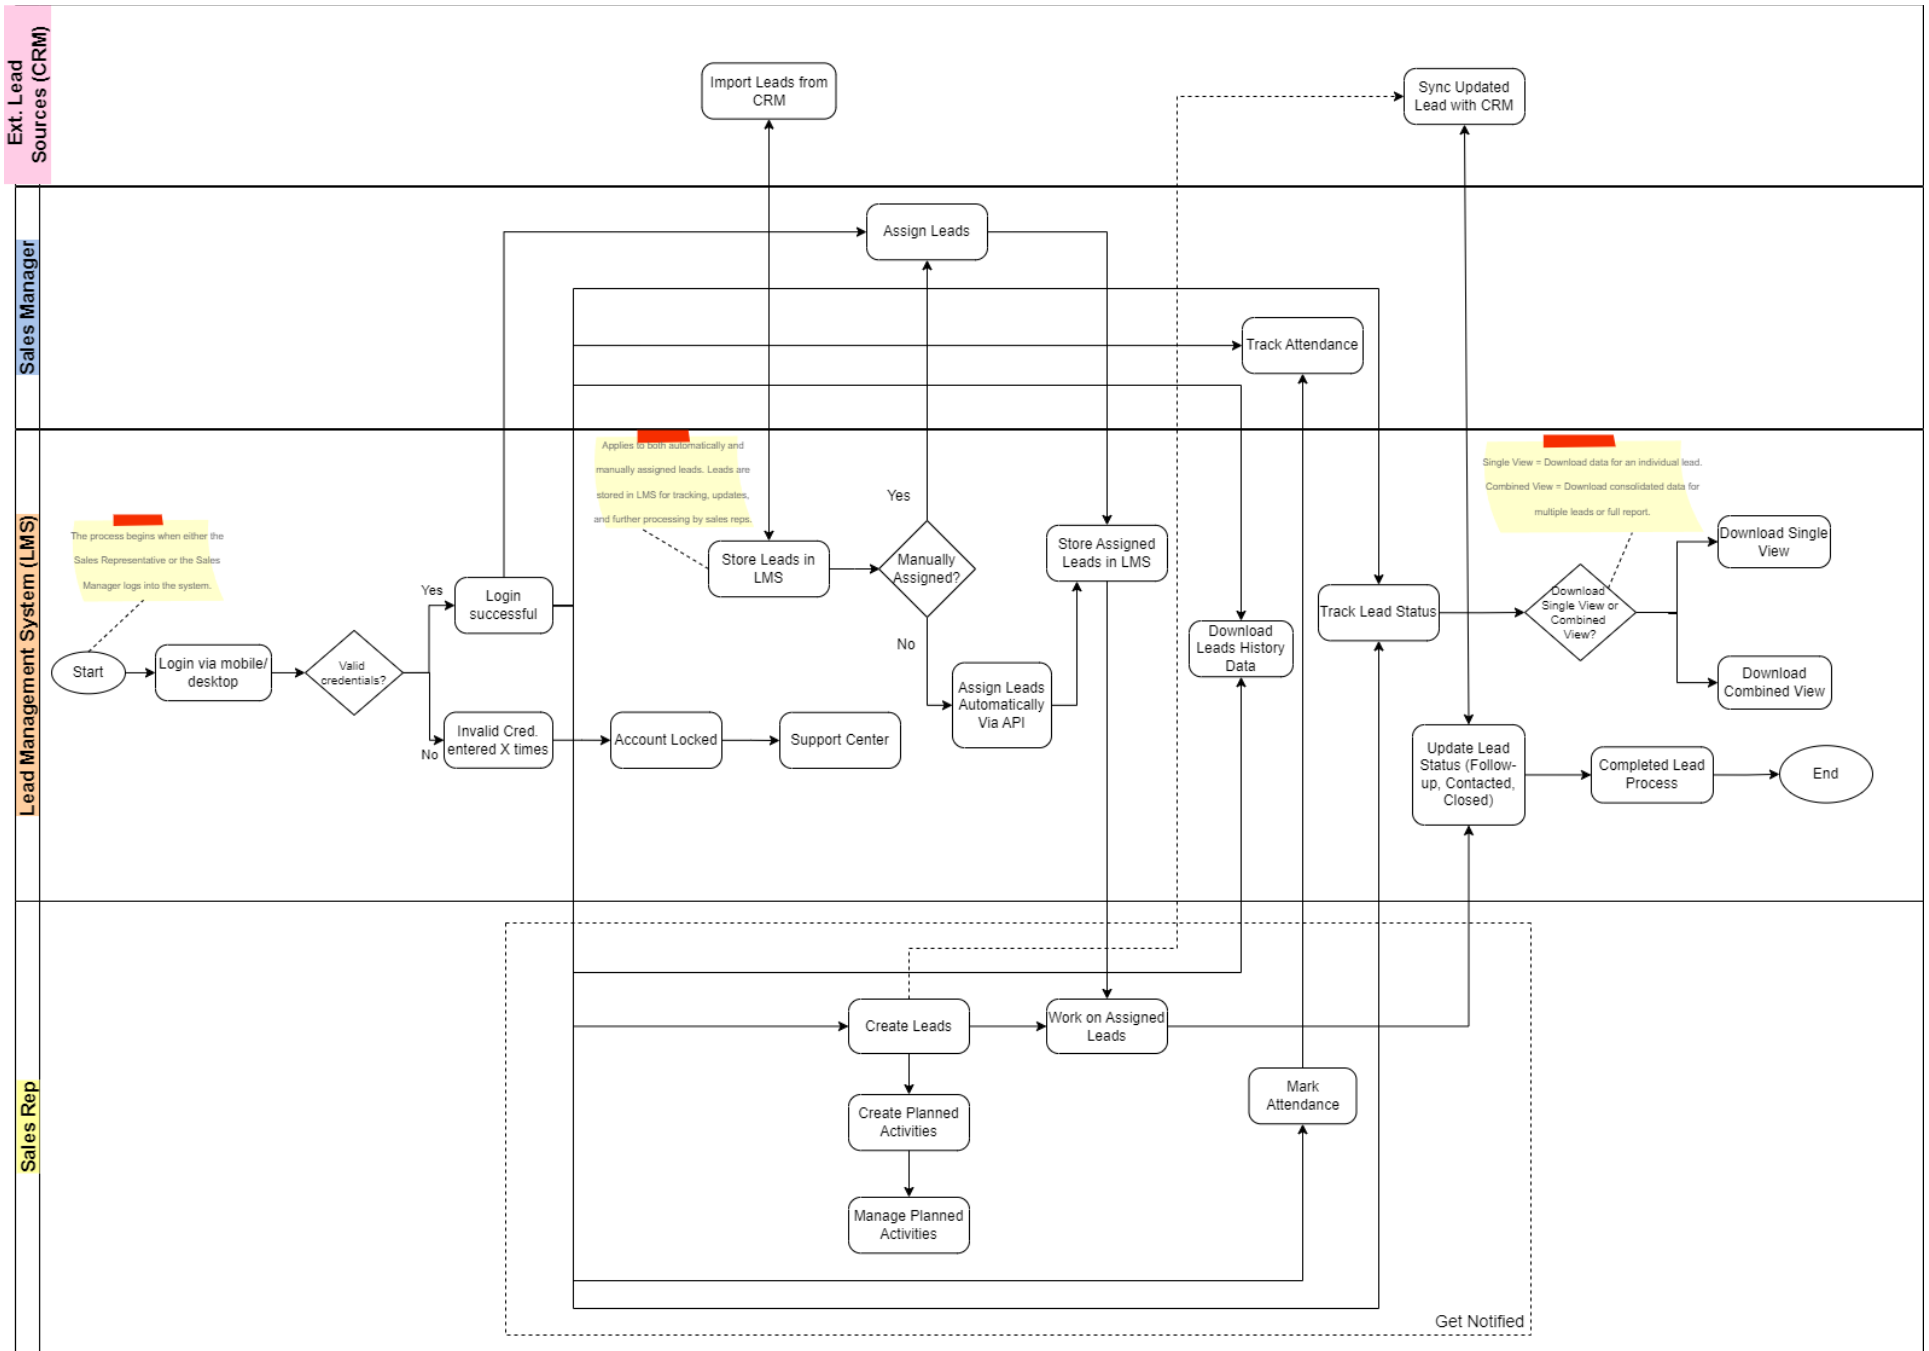 Ext. Lead
Sources (CRM)
Import Leads from
CRM
Sync Updated
Lead with CRM
Sales Manager
Assign Leads
Track Attendance
Lead Management System (LMS)
The process begins when either the
Sales Representative or the Sales
Manager logs into the system.
Start
Login via mobile/
desktop
Valid
credentials?
Yes
No
Login
successful
Invalid Cred.
entered X times
Account Locked
Support Center
Applies to both automatically and
manually assigned leads. Leads are
stored in LMS for tracking, updates,
and further processing by sales reps.
Store Leads in
LMS
Manually
Assigned?
Yes
No
Assign Leads
Automatically
Via API
Store Assigned
Leads in LMS
Download
Leads History
Data
Track Lead Status
Single View = Download data for an individual lead.
Combined View = Download consolidated data for
multiple leads or full report.
Download
Single View or
Combined
View?
Download Single
View
Download
Combined View
Update Lead
Status (Follow-
up, Contacted,
Closed)
Completed Lead
Process
End
Sales Rep
Create Leads
Work on Assigned
Leads
Create Planned
Activities
Manage Planned
Activities
Mark
Attendance
Get Notified